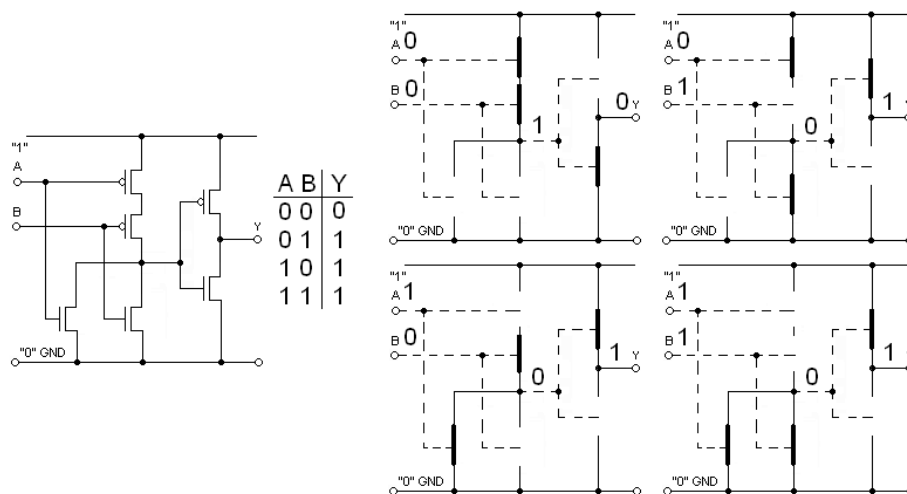 "1"
A
B
Y
"0" GND
A B Y
0 0 0
0 1 1
1 0 1
1 1 1
"1"
A 0
B 0
1
0 Y
"0" GND
"1"
A 0
B 1
0
1
"0" GND
"1"
A 1
B 0
0
1 Y
"0" GND
"1"
A 1
B 1
0
1
"0" GND